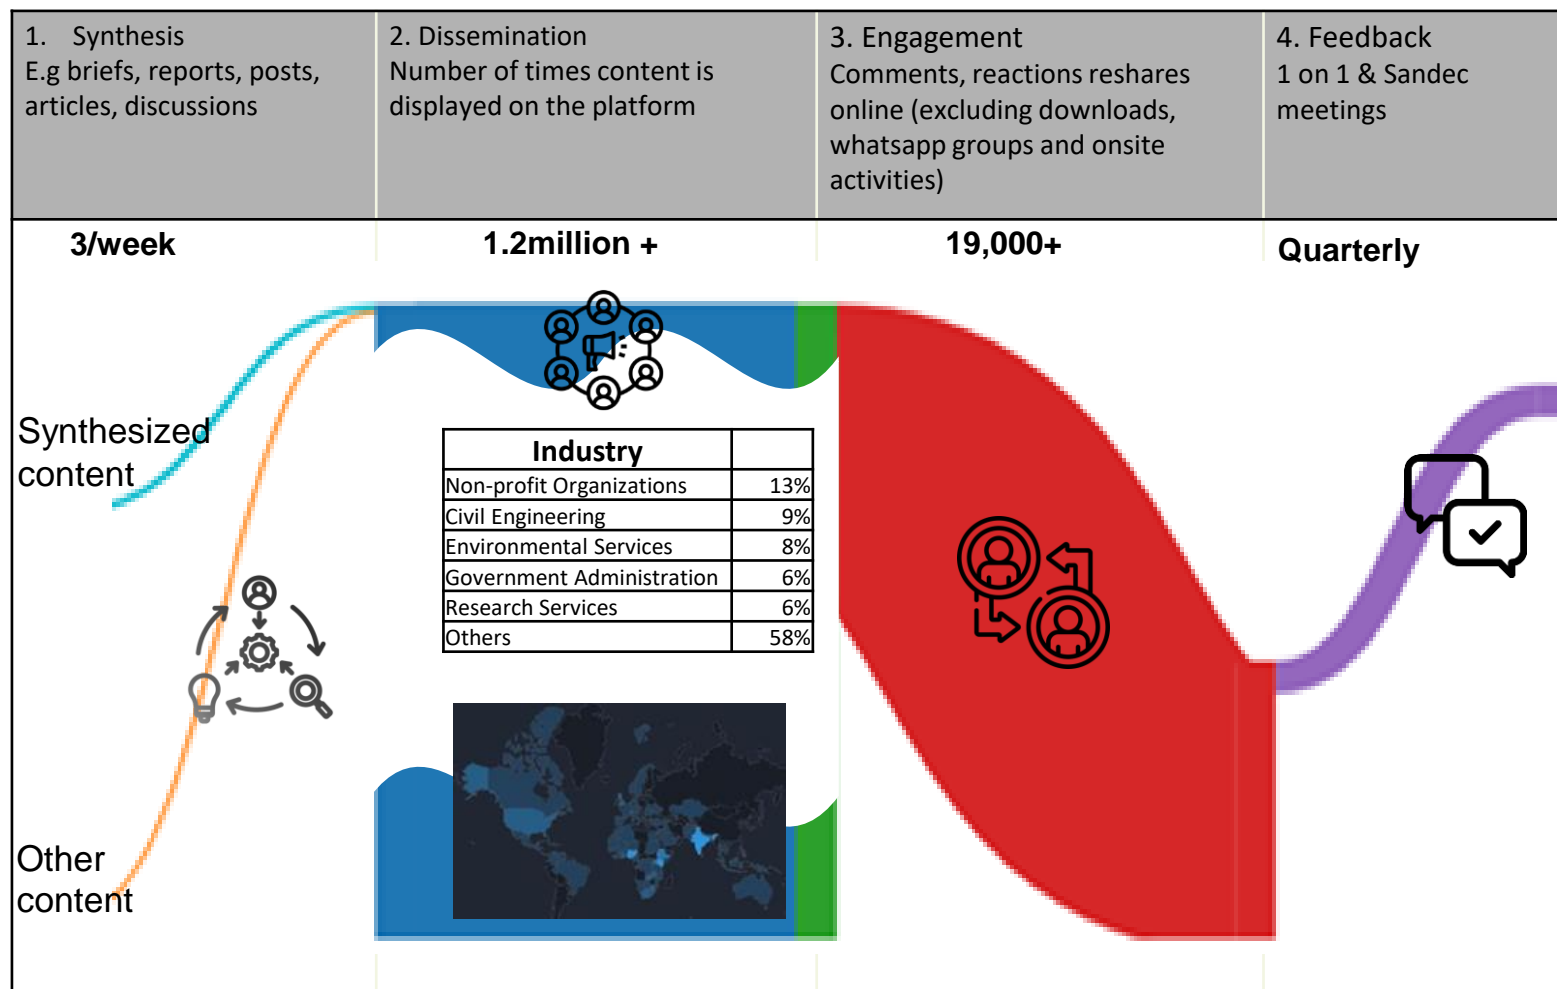 1. Synthesis
E.g briefs, reports, posts,
articles, discussions
2. Dissemination
Number of times content is
displayed on the platform
3. Engagement
Comments, reactions reshares
online (excluding downloads,
whatsapp groups and onsite
activities)
4. Feedback
1 on 1 & Sandec
meetings
3/week
1.2million +
19,000+
Quarterly
Synthesized
content
Industry
Non-profit Organizations 13%
Civil Engineering 9%
Environmental Services 8%
Government Administration 6%
Research Services 6%
Others 58%
Other
content